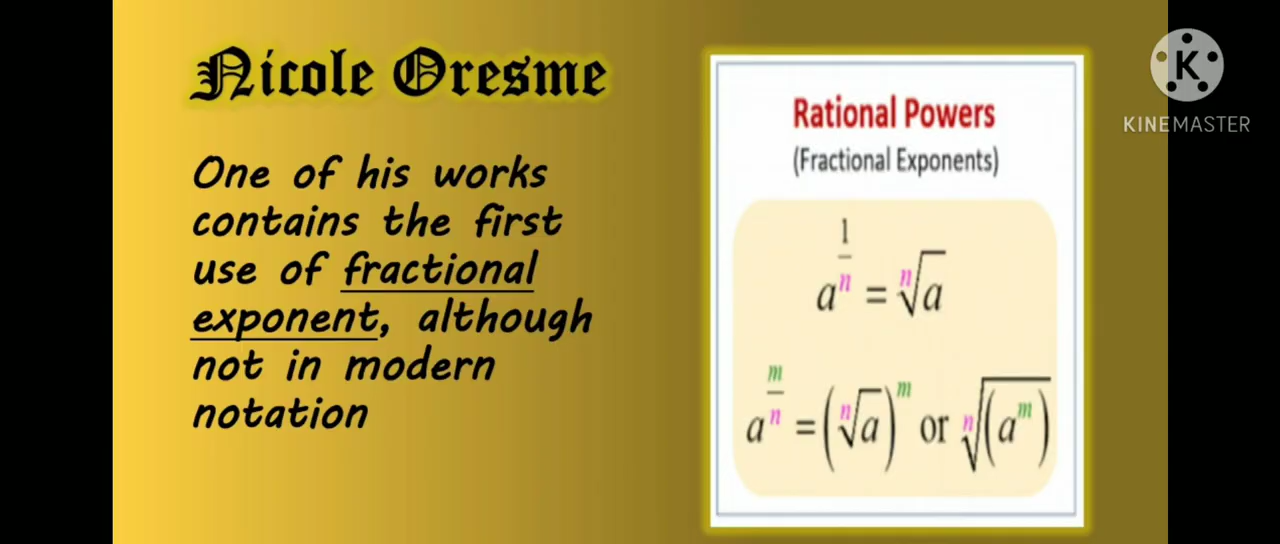 Nicole Oresme
One of his works
contains the first
use of fractional
exponent, although
not in modern
notation
Rational Powers
(Fractional Exponents)
a^(1/n) = ⁿ√a
a^(m/n) = (ⁿ√a)^m or ⁿ√(a^m)
K
KINEMASTER